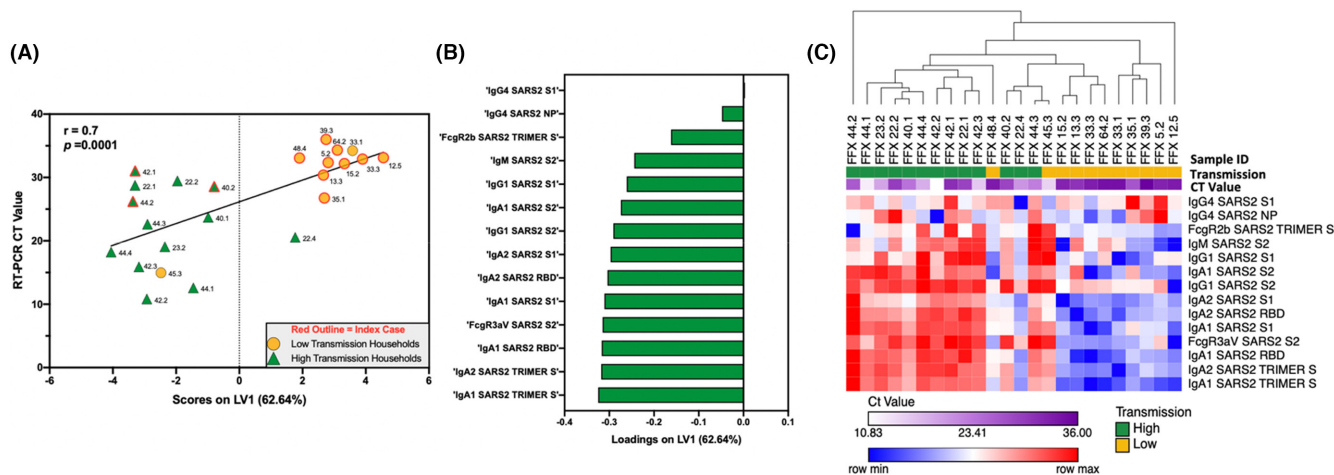 (A)
r = 0.7
p =0.0001
RT-PCR CT Value
40
30
20
10
0
39.3
64.2
33.1
48.4
5.2
12.5
15.2
33.3
13.3
35.1
42.1
22.1
22.2
40.2
44.2
44.3
40.1
22.4
44.4
23.2
42.3
45.3
44.1
42.2
Red Outline = Index Case
Low Transmission Households
High Transmission Households
-6
-4
-2
0
2
4
6
Scores on LV1 (62.64%)
(B)
'IgG4 SARS2 S1'
'IgG4 SARS2 NP'
'FcgR2b SARS2 TRIMER S'
'IgM SARS2 S2'
'IgG1 SARS2 S1'
'IgA1 SARS2 S2'
'IgG1 SARS2 S2'
'IgA2 SARS2 S1'
'IgA2 SARS2 RBD'
'IgA1 SARS2 S1'
'FcgR3aV SARS2 S2'
'IgA1 SARS2 RBD'
'IgA2 SARS2 TRIMER S'
'IgA1 SARS2 TRIMER S'
-0.4
-0.3
-0.2
-0.1
0.0
0.1
Loadings on LV1 (62.64%)
(C)
FFX 44.2
FFX 44.1
FFX 23.2
FFX 22.2
FFX 40.1
FFX 44.4
FFX 42.2
FFX 42.1
FFX 22.1
FFX 42.3
FFX 48.4
FFX 40.2
FFX 22.4
FFX 44.3
FFX 45.3
FFX 15.2
FFX 13.3
FFX 33.3
FFX 64.2
FFX 33.1
FFX 35.1
FFX 39.3
FFX 5.2
FFX 12.5
Sample ID
Transmission
CT Value
IgG4 SARS2 S1
IgG4 SARS2 NP
FcgR2b SARS2 TRIMER S
IgM SARS2 S2
IgG1 SARS2 S1
IgA1 SARS2 S2
IgG1 SARS2 S2
IgA2 SARS2 S1
IgA2 SARS2 RBD
IgA1 SARS2 S1
FcgR3aV SARS2 S2
IgA1 SARS2 RBD
IgA2 SARS2 TRIMER S
IgA1 SARS2 TRIMER S
Ct Value
10.83
23.41
36.00
row min
row max
Transmission
High
Low